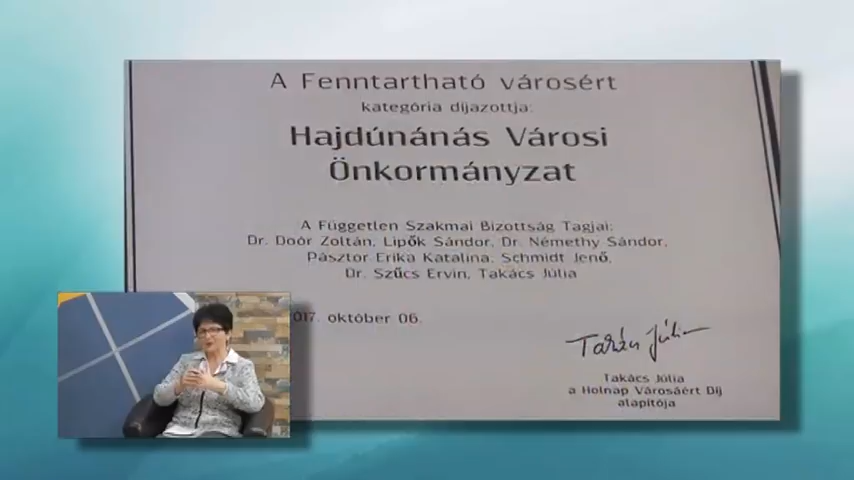 A Fenntartható városért
kategória díjazottja:
Hajdúnánás Városi
Önkormányzat
A Független Szakmai Bizottság Tagjai:
Dr. Doór Zoltán, Lipők Sándor, Dr. Némethy Sándor,
Pásztor Erika Katalina, Schmidt Jenő,
Dr. Szűcs Ervin, Takács Júlia
017. október 06.
Takács Júlia
Takács Júlia
a Holnap Városáért Díj
alapítója